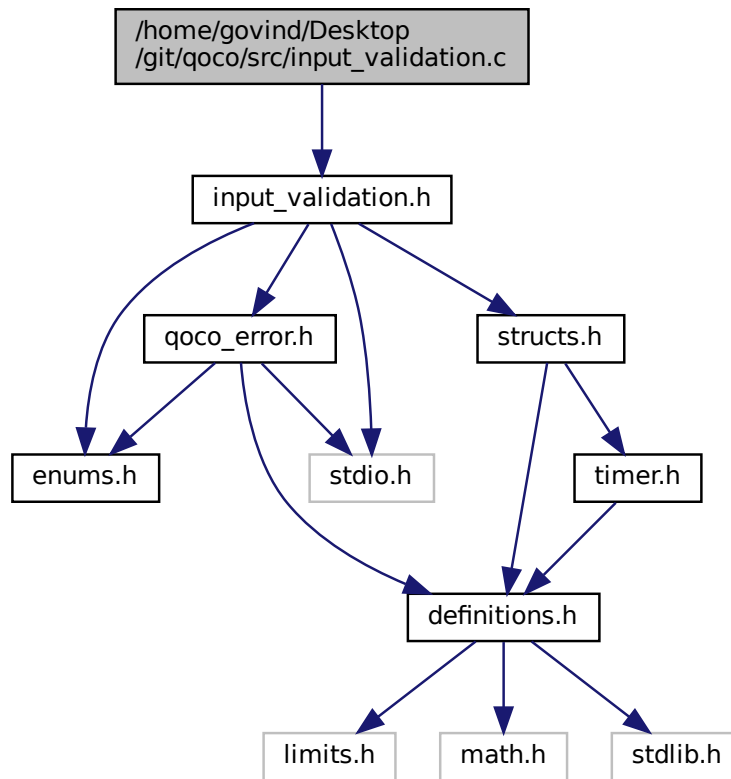 /home/govind/Desktop
/git/qoco/src/input_validation.c
input_validation.h
qoco_error.h
structs.h
enums.h
stdio.h
timer.h
definitions.h
limits.h
math.h
stdlib.h